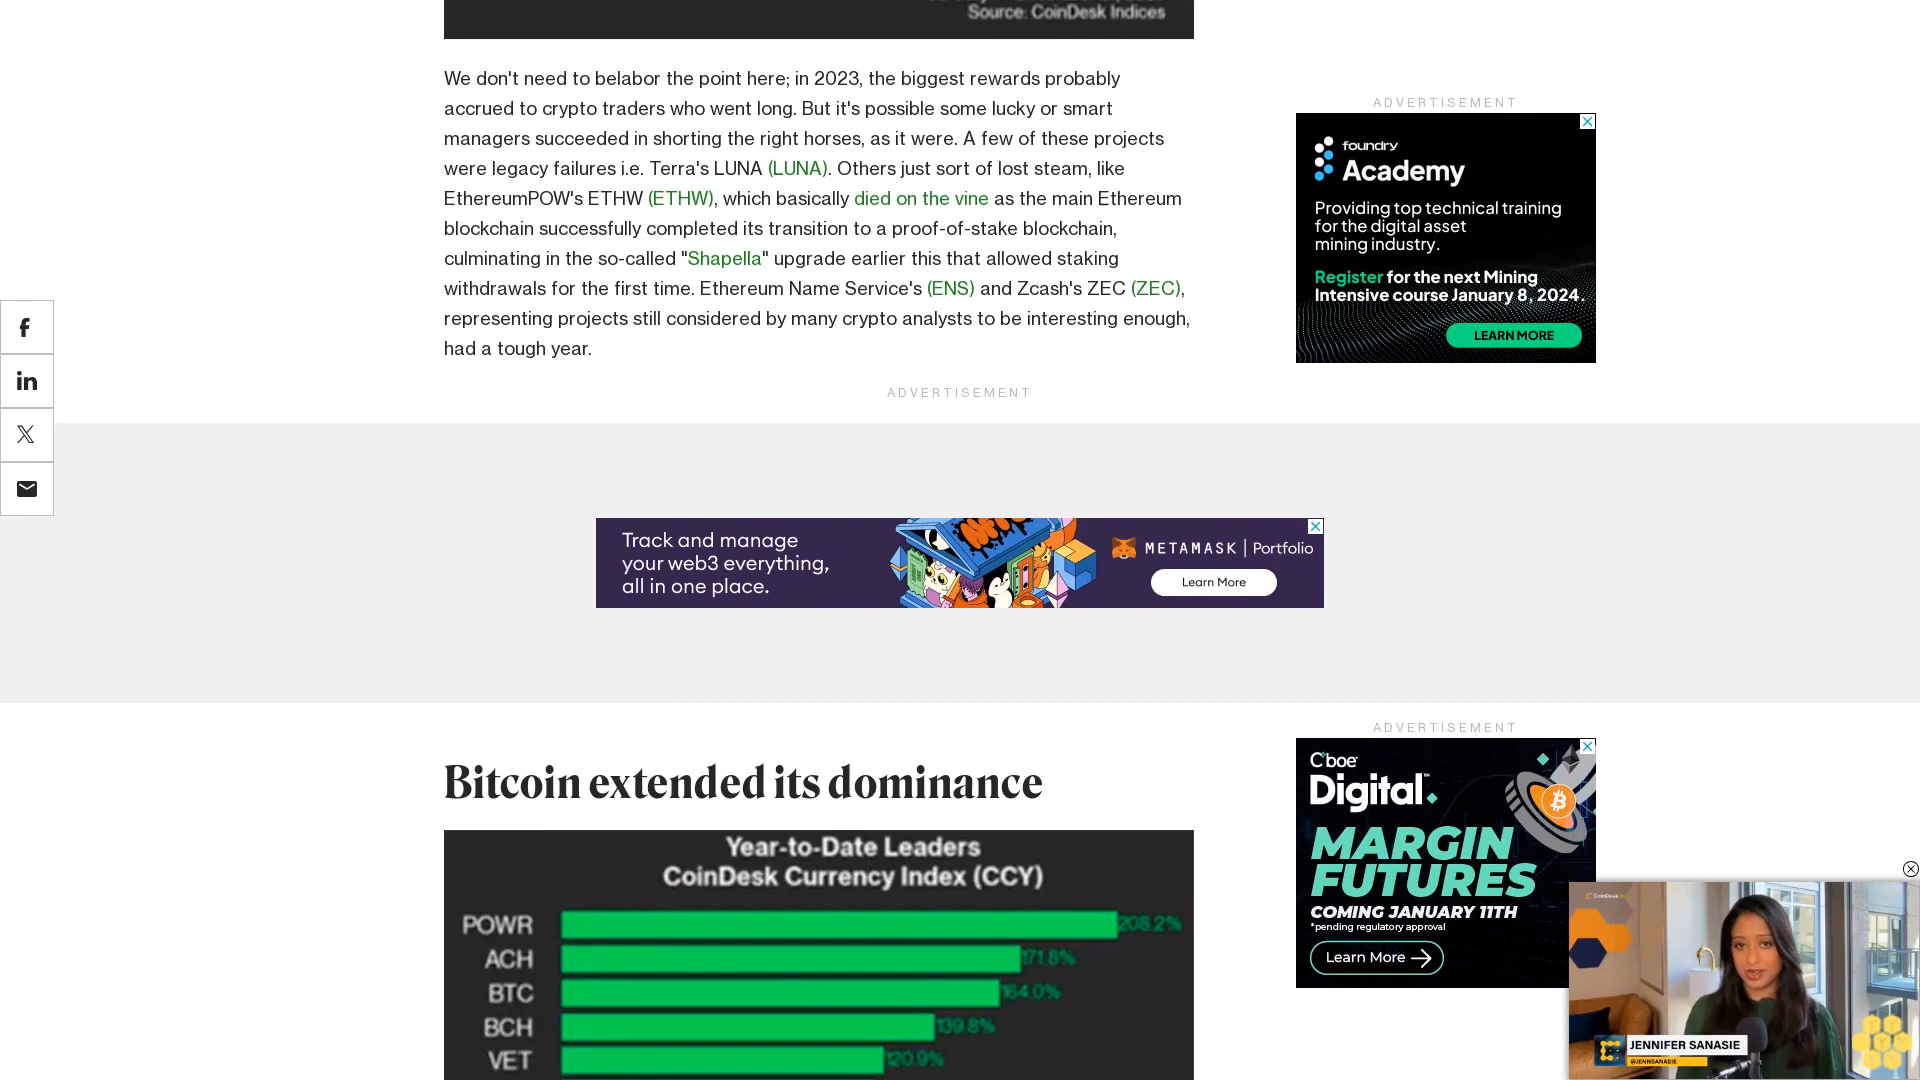 Source: CoinDesk Indices
We don't need to belabor the point here; in 2023, the biggest rewards probably
accrued to crypto traders who went long. But it's possible some lucky or smart
managers succeeded in shorting the right horses, as it were. A few of these projects
were legacy failures i.e. Terra's LUNA (LUNA). Others just sort of lost steam, like
EthereumPOW's ETHW (ETHW), which basically died on the vine as the main Ethereum
blockchain successfully completed its transition to a proof-of-stake blockchain,
culminating in the so-called "Shapella" upgrade earlier this that allowed staking
withdrawals for the first time. Ethereum Name Service's (ENS) and Zcash's ZEC (ZEC),
representing projects still considered by many crypto analysts to be interesting enough,
had a tough year.
ADVERTISEMENT
foundry
Academy
Providing top technical training
for the digital asset
mining industry.
Register for the next Mining
Intensive course January 8, 2024.
LEARN MORE
ADVERTISEMENT
Track and manage
your web3 everything,
all in one place.
METAMASK | Portfolio
Learn More
Bitcoin extended its dominance
Year-to-Date Leaders
CoinDesk Currency Index (CCY)
POWR 208.2%
ACH 171.8%
BTC 164.0%
BCH 139.8%
VET 120.9%
ADVERTISEMENT
Cboe
Digital
MARGIN
FUTURES
COMING JANUARY 11TH
*pending regulatory approval
Learn More
CoinDesk
JENNIFER SANASIE
@JENNSANASIE